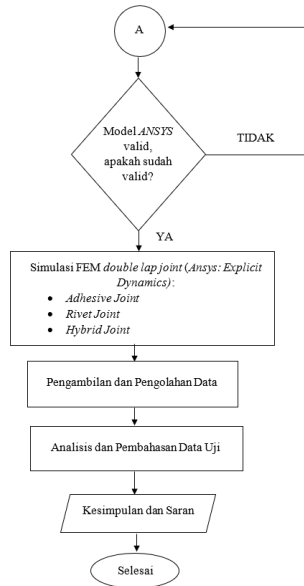 A
Model ANSYS
valid,
apakah sudah
valid?
TIDAK
YA
Simulasi FEM double lap joint (Ansys: Explicit
Dynamics):
• Adhesive Joint
• Rivet Joint
• Hybrid Joint
Pengambilan dan Pengolahan Data
Analisis dan Pembahasan Data Uji
Kesimpulan dan Saran
Selesai